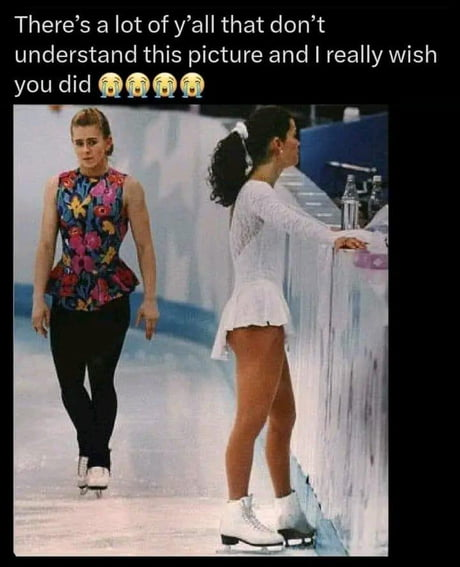 There's a lot of y'all that don't
understand this picture and I really wish
you did 😭😭😭😭